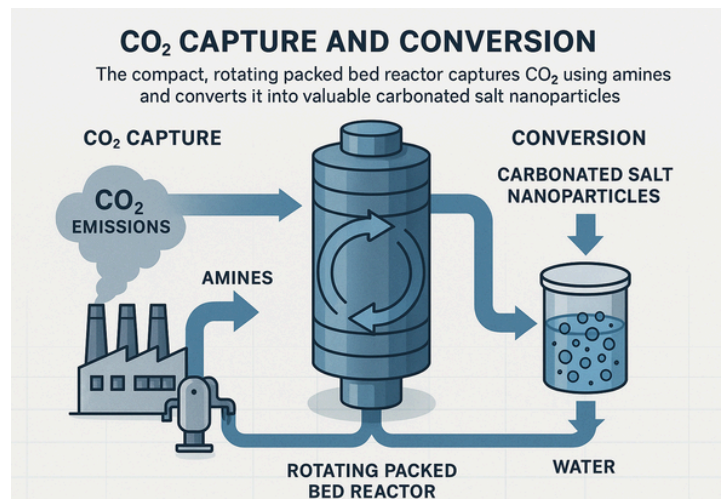 CO₂ CAPTURE AND CONVERSION
The compact, rotating packed bed reactor captures CO₂ using amines
and converts it into valuable carbonated salt nanoparticles
CO₂ CAPTURE
CO₂
EMISSIONS
AMINES
ROTATING PACKED
BED REACTOR
CONVERSION
CARBONATED SALT
NANOPARTICLES
WATER